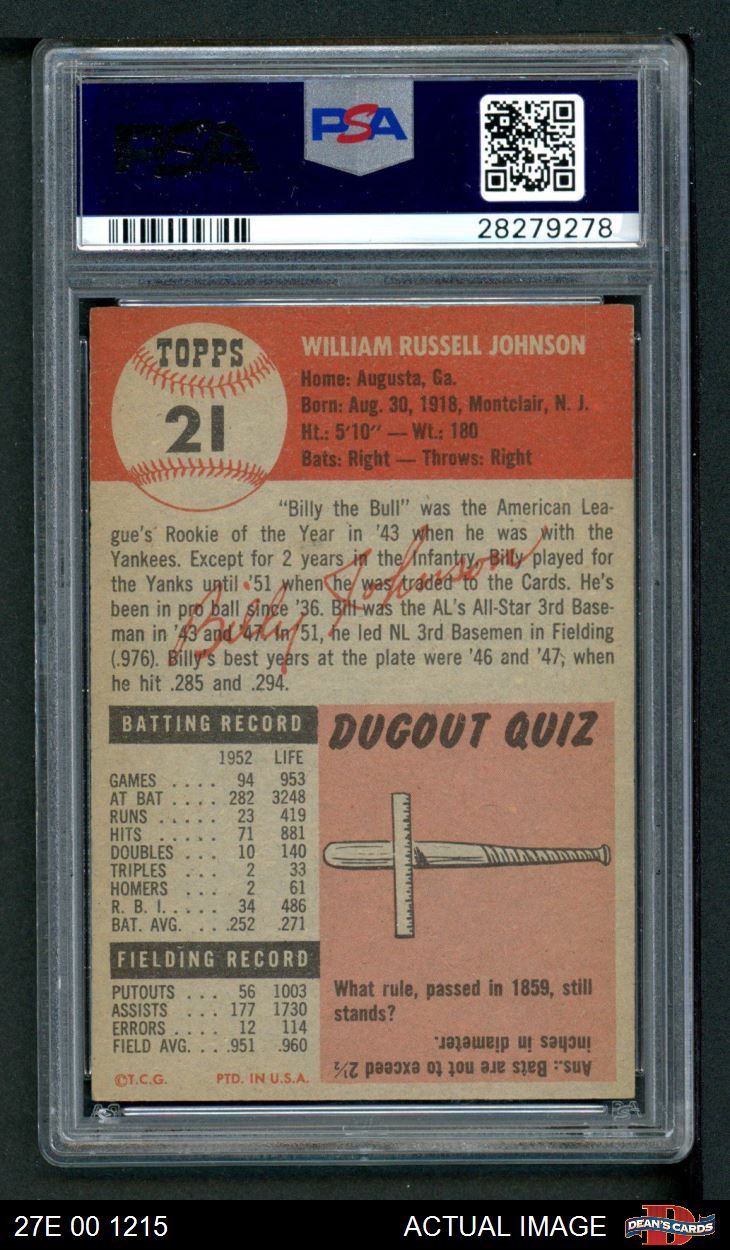 PSA
PSA
28279278
TOPPS
21
WILLIAM RUSSELL JOHNSON
Home: Augusta, Ga.
Born: Aug. 30, 1918, Montclair, N. J.
Ht.: 5'10" — Wt.: 180
Bats: Right — Throws: Right
"Billy the Bull" was the American Lea-
gue's Rookie of the Year in '43 when he was with the
Yankees. Except for 2 years in the Infantry, Billy played for
the Yanks until '51 when he was traded to the Cards. He's
been in pro ball since '36. Bill was the AL's All-Star 3rd Base-
man in '43 and '47. In '51, he led NL 3rd Basemen in Fielding
(.976). Billy's best years at the plate were '46 and '47, when
he hit .285 and .294.
Billy Johnson
BATTING RECORD
1952 LIFE
GAMES .... 94 953
AT BAT .... 282 3248
RUNS ..... 23 419
HITS ..... 71 881
DOUBLES ... 10 140
TRIPLES ... 2 33
HOMERS ... 2 61
R. B. I. .... 34 486
BAT. AVG. ... .252 .271
FIELDING RECORD
PUTOUTS ... 56 1003
ASSISTS ... 177 1730
ERRORS .... 12 114
FIELD AVG. ... .951 .960
©T.C.G. PTD. IN U.S.A.
DUGOUT QUIZ
What rule, passed in 1859, still
stands?
Ans.: Bats are not to exceed 2½
inches in diameter.
27E 00 1215
ACTUAL IMAGE
D
DEAN'S CARDS